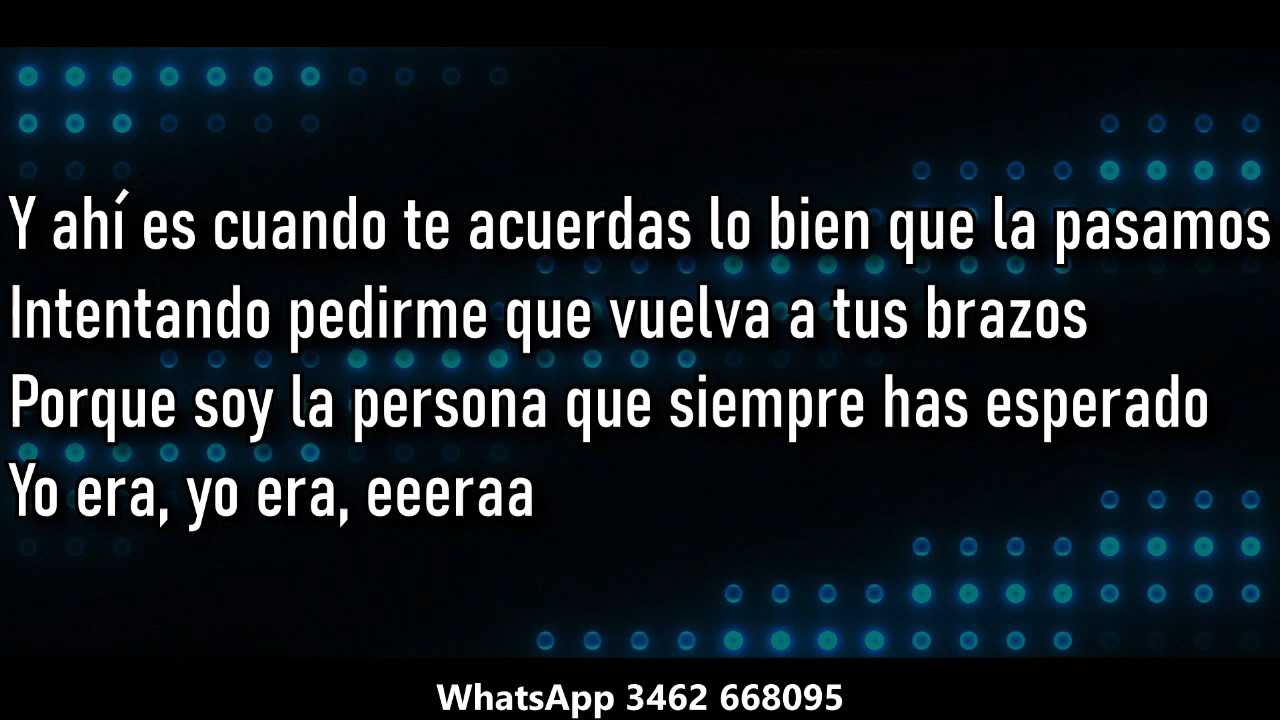 Y ahí es cuando te acuerdas lo bien que la pasamos
Intentando pedirme que vuelva a tus brazos
Porque soy la persona que siempre has esperado
Yo era, yo era, eeeraa
WhatsApp 3462 668095